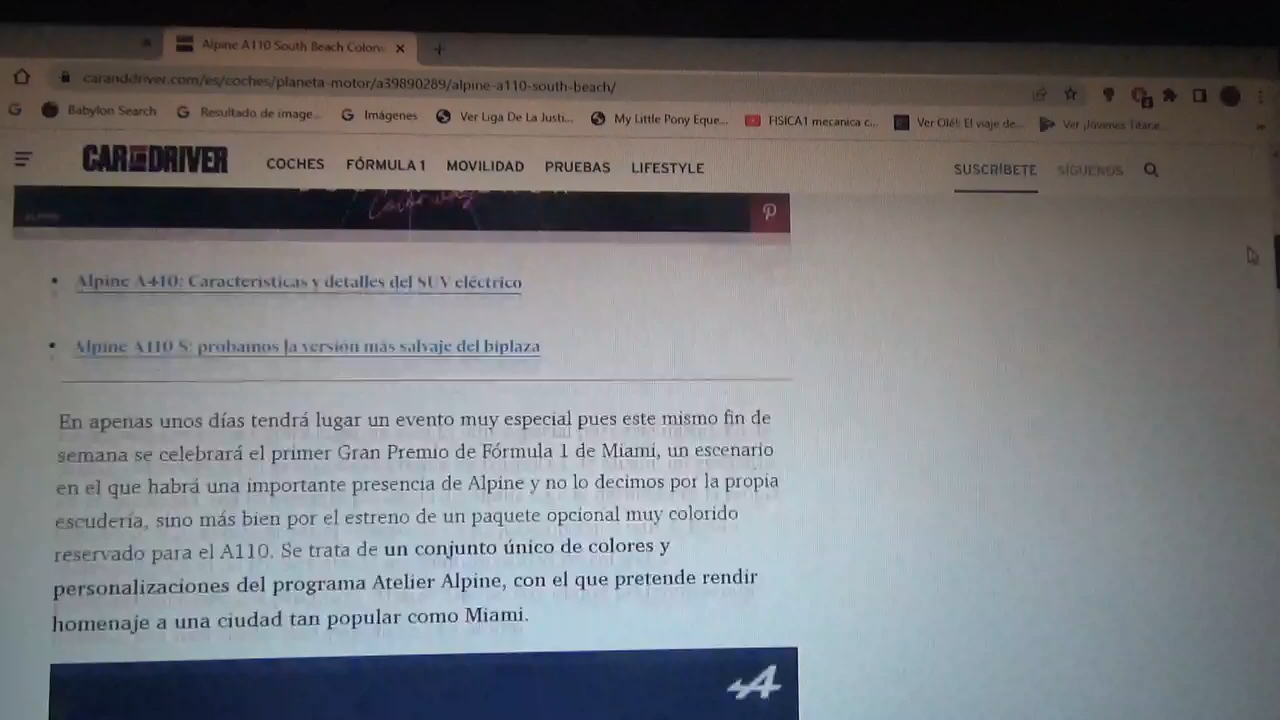 Alpine A110 South Beach Colorw
caranddriver.com/es/coches/planeta-motor/a39890289/alpine-a110-south-beach/
Babylon Search
Resultado de image...
Imágenes
Ver Liga De La Justi...
My Little Pony Eque...
FISICA1 mecanica c...
Ver Olé!: El viaje de...
Ver ¡Jóvenes Titane...
CAR AND DRIVER
COCHES
FÓRMULA 1
MOVILIDAD
PRUEBAS
LIFESTYLE
SUSCRÍBETE
SÍGUENOS
Colorway
ALPINE
• Alpine A410: Características y detalles del SUV eléctrico
• Alpine A110 S: probamos la versión más salvaje del biplaza
En apenas unos días tendrá lugar un evento muy especial pues este mismo fin de
semana se celebrará el primer Gran Premio de Fórmula 1 de Miami, un escenario
en el que habrá una importante presencia de Alpine y no lo decimos por la propia
escudería, sino más bien por el estreno de un paquete opcional muy colorido
reservado para el A110. Se trata de un conjunto único de colores y
personalizaciones del programa Atelier Alpine, con el que pretende rendir
homenaje a una ciudad tan popular como Miami.